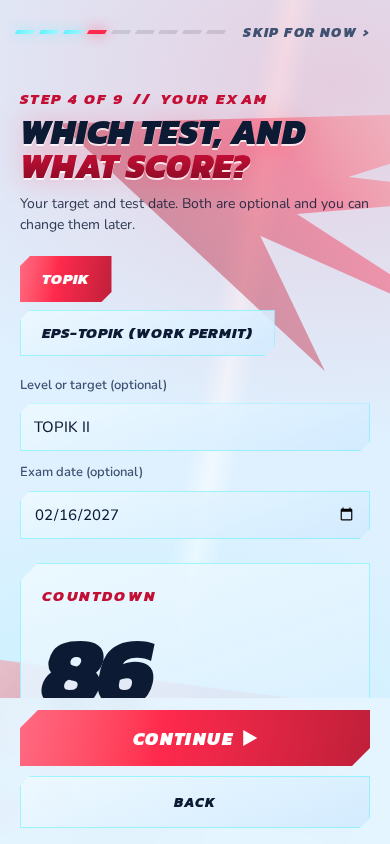 SKIP FOR NOW >
STEP 4 OF 9 // YOUR EXAM
WHICH TEST, AND
WHAT SCORE?
Your target and test date. Both are optional and you can
change them later.
TOPIK
EPS-TOPIK (WORK PERMIT)
Level or target (optional)
TOPIK II
Exam date (optional)
02/16/2027
COUNTDOWN
86
CONTINUE ▶
BACK